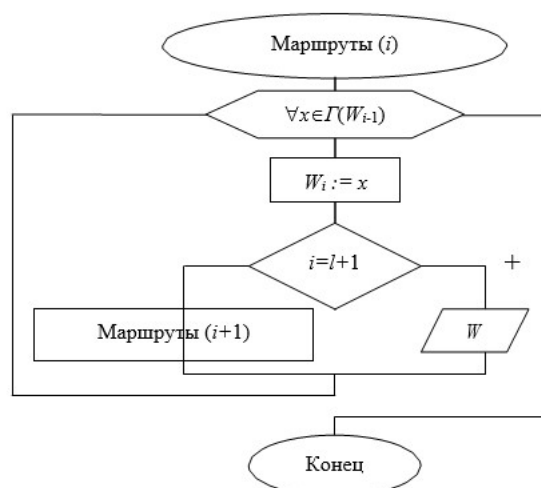 Маршруты (i)
∀x∈Γ(Wi-1)
Wi := x
i=l+1
+
Маршруты (i+1)
W
Конец